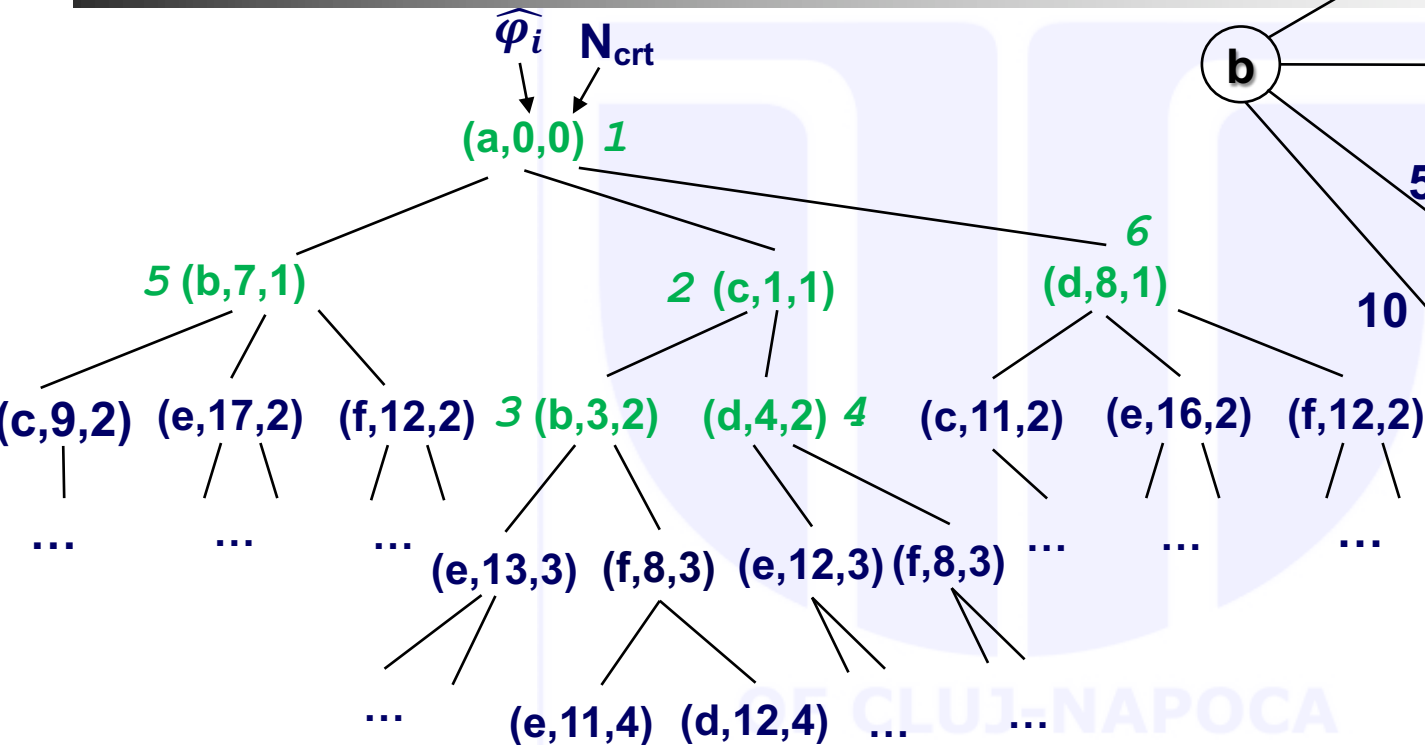 φ̂ᵢ N_crt
b
(a,0,0) 1
5
6
5 (b,7,1) 2 (c,1,1) (d,8,1)
10
(c,9,2) (e,17,2) (f,12,2) 3 (b,3,2) (d,4,2) 4 (c,11,2) (e,16,2) (f,12,2)
... ... ... (e,13,3) (f,8,3) (e,12,3) (f,8,3) ... ... ...
... (e,11,4) (d,12,4) ... ...
OF CLUJ-NAPOCA